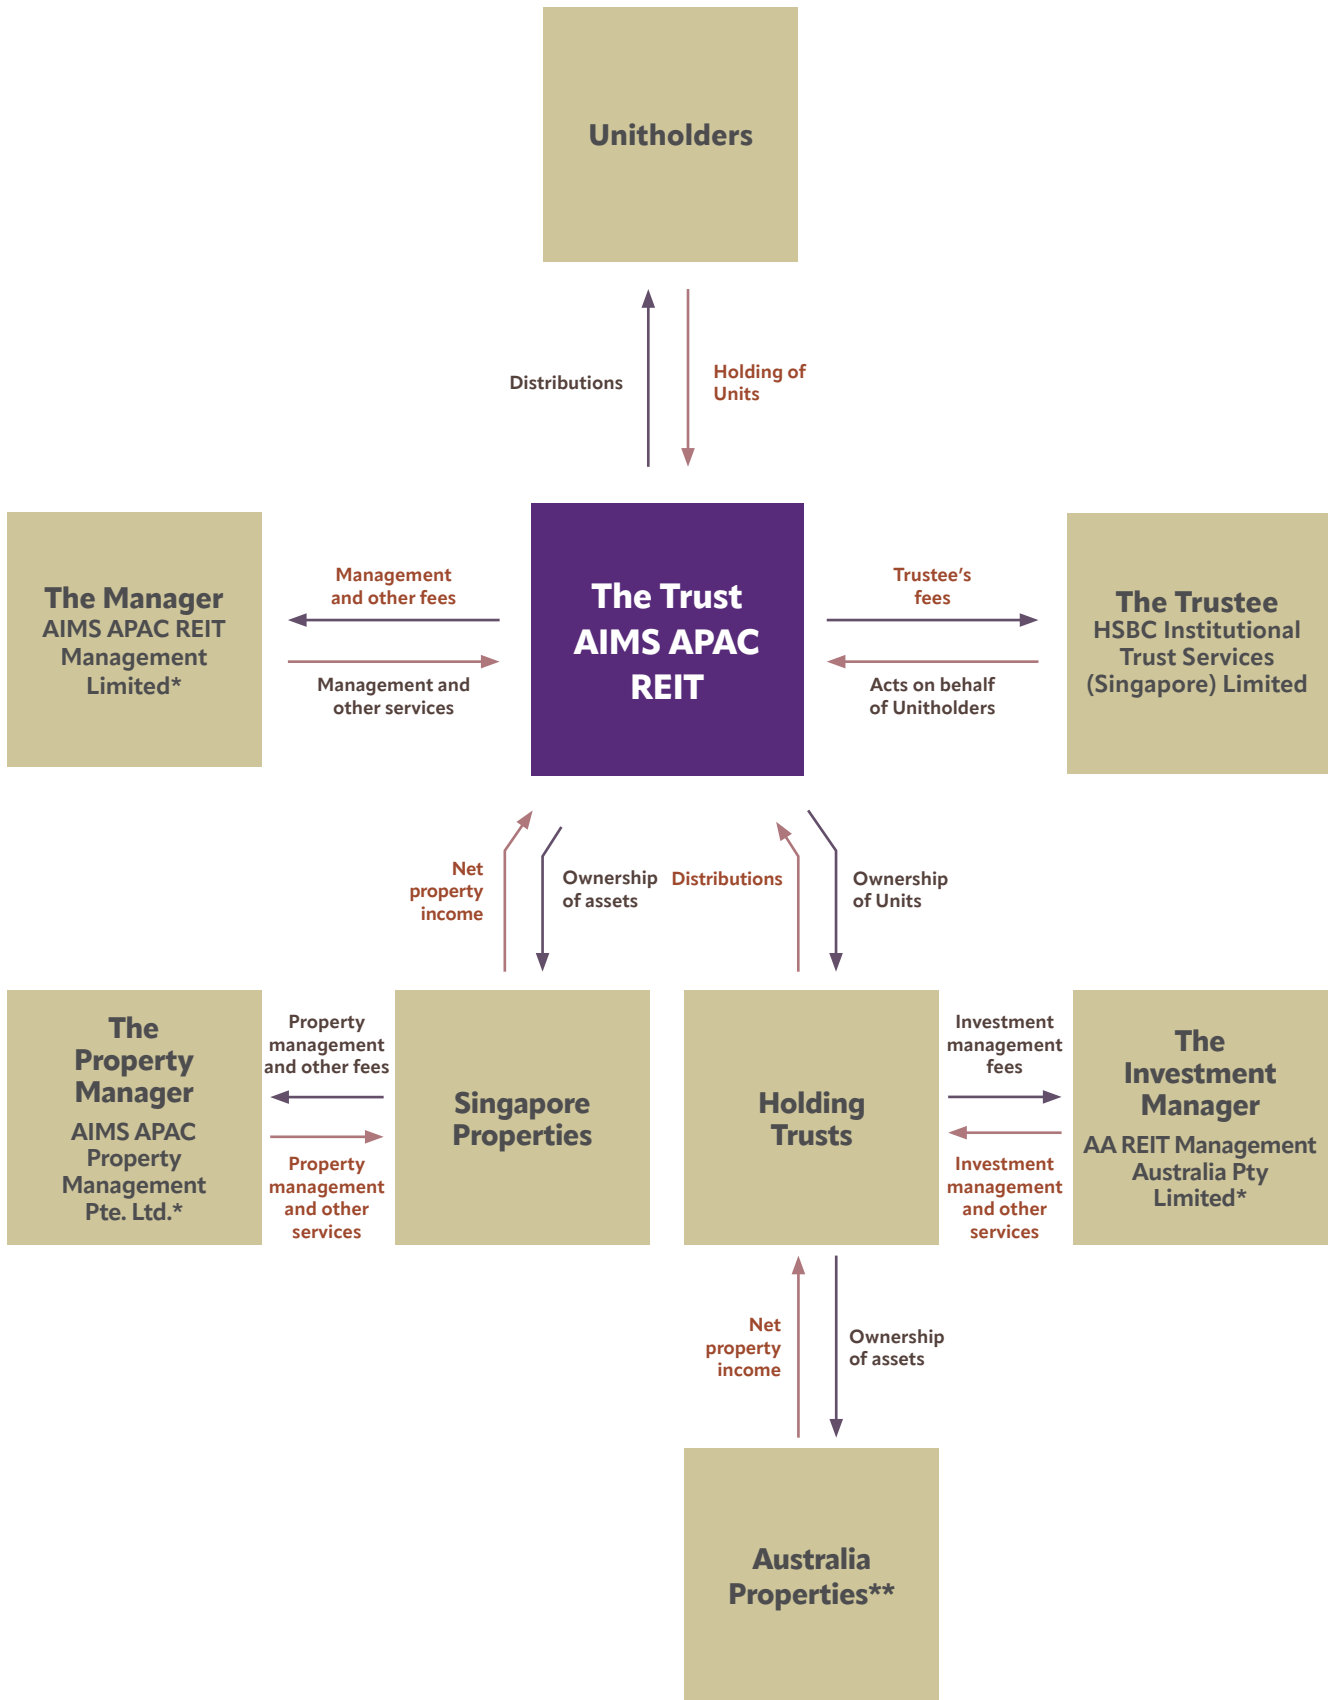 Unitholders
Distributions
Holding of
Units
The Manager
AIMS APAC REIT
Management
Limited*
Management
and other fees
Management and
other services
The Trust
AIMS APAC
REIT
Trustee's
fees
Acts on behalf
of Unitholders
The Trustee
HSBC Institutional
Trust Services
(Singapore) Limited
Net
property
income
Ownership
of assets
Distributions
Ownership
of Units
The
Property
Manager
AIMS APAC
Property
Management
Pte. Ltd.*
Property
management
and other fees
Property
management
and other
services
Singapore
Properties
Holding
Trusts
Investment
management
fees
Investment
management
and other
services
The
Investment
Manager
AA REIT Management
Australia Pty
Limited*
Net
property
income
Ownership
of assets
Australia
Properties**